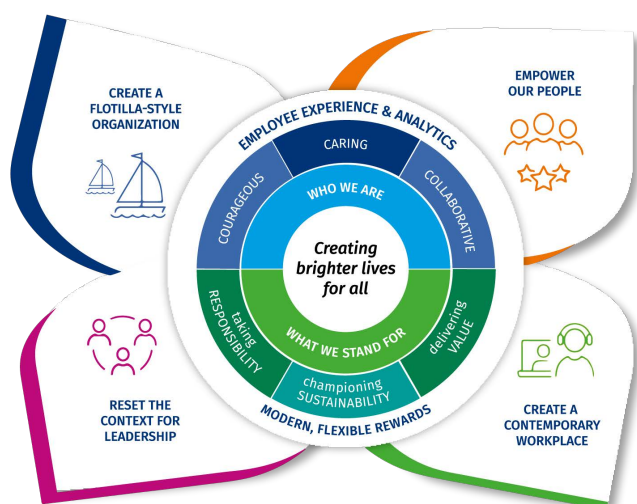 CREATE A
FLOTILLA-STYLE
ORGANIZATION
EMPOWER
OUR PEOPLE
EMPLOYEE EXPERIENCE & ANALYTICS
COURAGEOUS
CARING
COLLABORATIVE
WHO WE ARE
Creating
brighter lives
for all
WHAT WE STAND FOR
taking
RESPONSIBILITY
championing
SUSTAINABILITY
delivering
VALUE
MODERN, FLEXIBLE REWARDS
RESET THE
CONTEXT FOR
LEADERSHIP
CREATE A
CONTEMPORARY
WORKPLACE